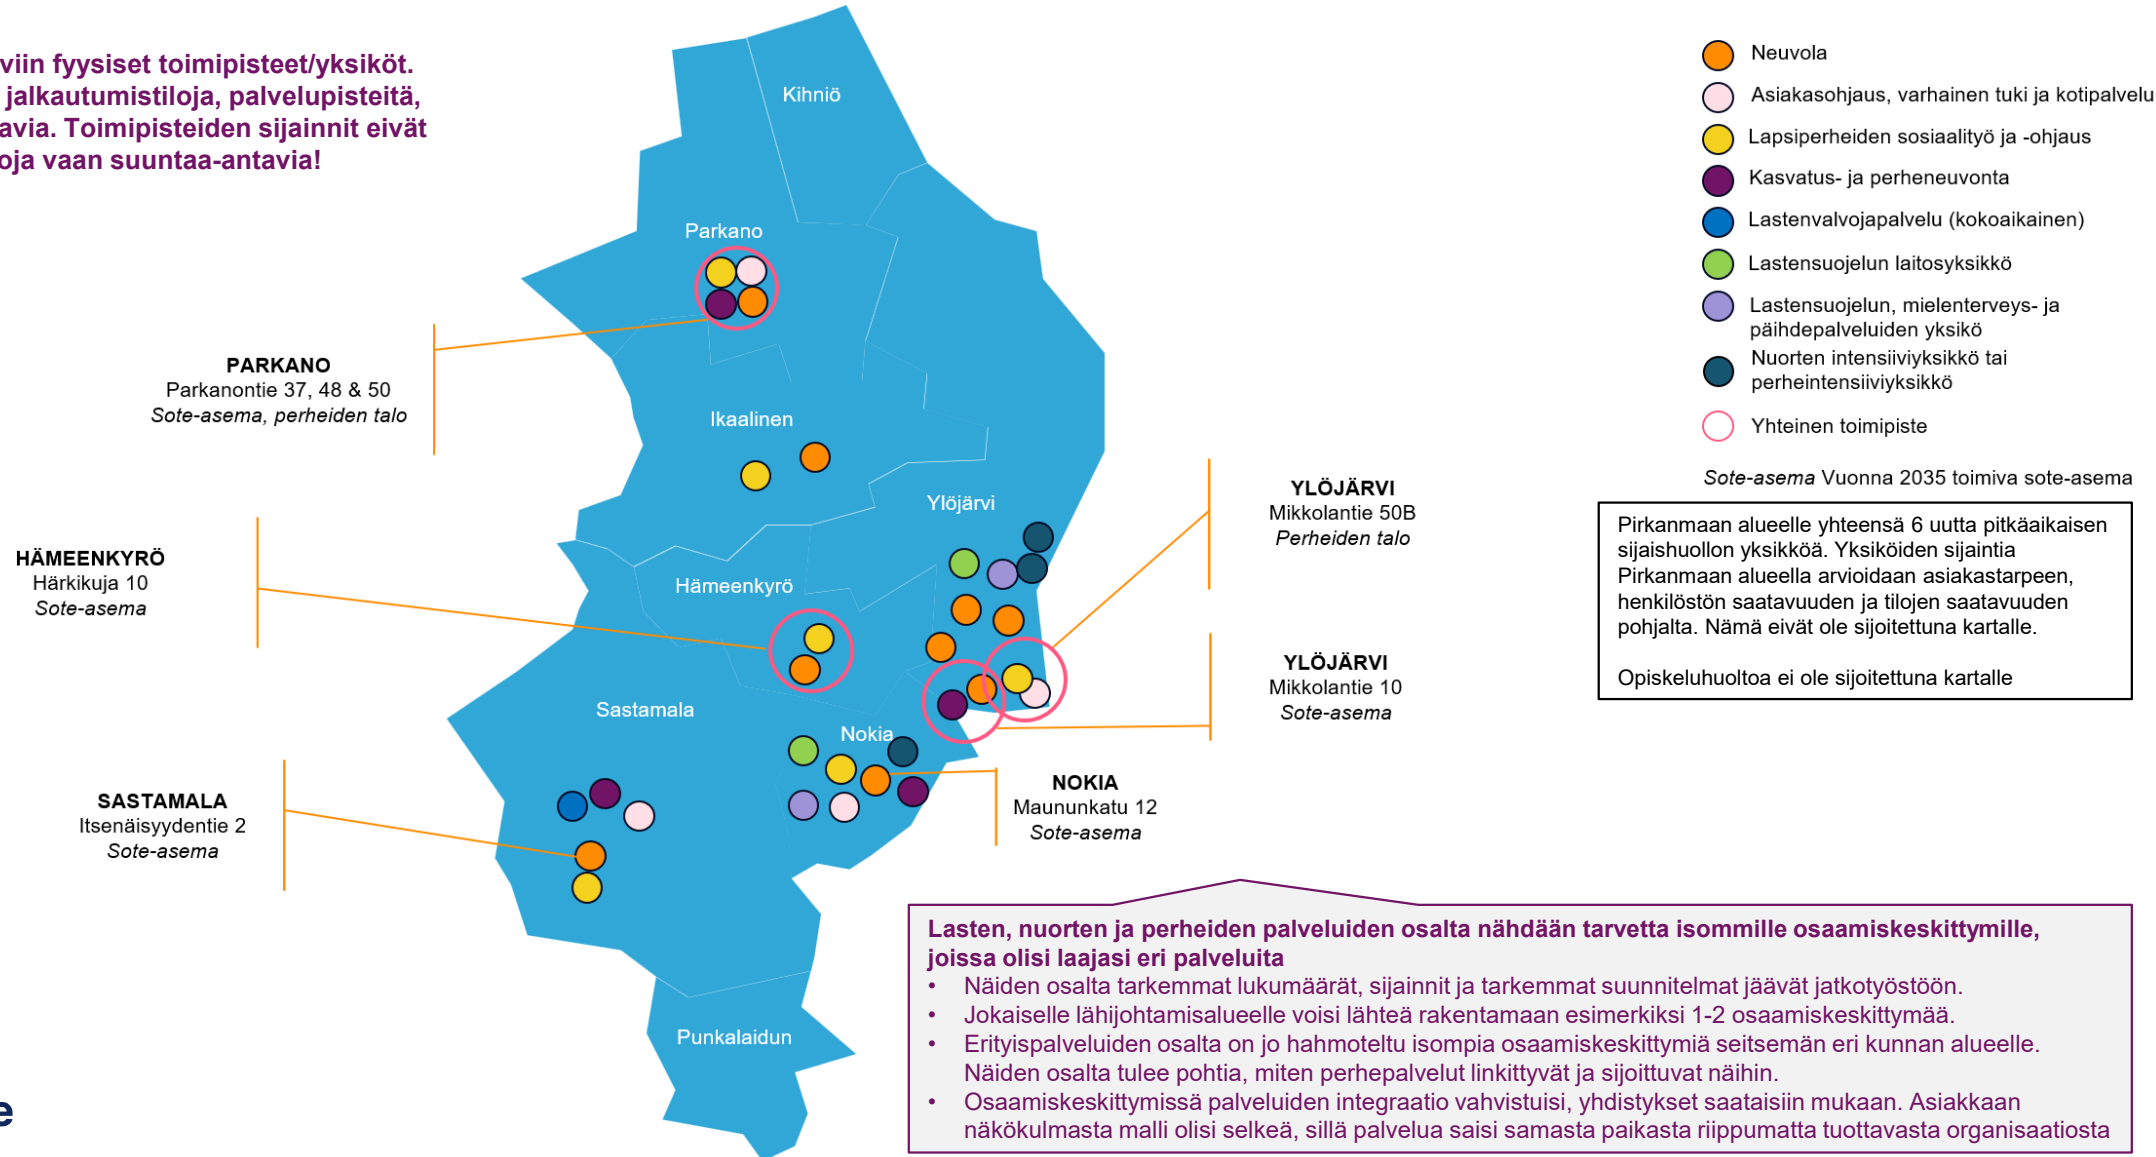 viin fyysiset toimipisteet/yksiköt.
jalkautumistiloja, palvelupisteitä,
avia. Toimipisteiden sijainnit eivät
oja vaan suuntaa-antavia!
Kihniö
Parkano
Ikaalinen
Ylöjärvi
Hämeenkyrö
Sastamala
Nokia
Punkalaidun
PARKANO
Parkanontie 37, 48 & 50
Sote-asema, perheiden talo
HÄMEENKYRÖ
Härkikuja 10
Sote-asema
SASTAMALA
Itsenäisyydentie 2
Sote-asema
YLÖJÄRVI
Mikkolantie 50B
Perheiden talo
YLÖJÄRVI
Mikkolantie 10
Sote-asema
NOKIA
Maununkatu 12
Sote-asema
Neuvola
Asiakasohjaus, varhainen tuki ja kotipalvelu
Lapsiperheiden sosiaalityö ja -ohjaus
Kasvatus- ja perheneuvonta
Lastenvalvojapalvelu (kokoaikainen)
Lastensuojelun laitosyksikkö
Lastensuojelun, mielenterveys- ja
päihdepalveluiden yksikö
Nuorten intensiiviyksikkö tai
perheintensiiviyksikkö
Yhteinen toimipiste
Sote-asema Vuonna 2035 toimiva sote-asema
Pirkanmaan alueelle yhteensä 6 uutta pitkäaikaisen
sijaishuollon yksikköä. Yksiköiden sijaintia
Pirkanmaan alueella arvioidaan asiakastarpeen,
henkilöstön saatavuuden ja tilojen saatavuuden
pohjalta. Nämä eivät ole sijoitettuna kartalle.
Opiskeluhuoltoa ei ole sijoitettuna kartalle
Lasten, nuorten ja perheiden palveluiden osalta nähdään tarvetta isommille osaamiskeskittymille,
joissa olisi laajasi eri palveluita
• Näiden osalta tarkemmat lukumäärät, sijainnit ja tarkemmat suunnitelmat jäävät jatkotyöstöön.
• Jokaiselle lähijohtamisalueelle voisi lähteä rakentamaan esimerkiksi 1-2 osaamiskeskittymää.
• Erityispalveluiden osalta on jo hahmoteltu isompia osaamiskeskittymiä seitsemän eri kunnan alueelle.
Näiden osalta tulee pohtia, miten perhepalvelut linkittyvät ja sijoittuvat näihin.
• Osaamiskeskittymissä palveluiden integraatio vahvistuisi, yhdistykset saataisiin mukaan. Asiakkaan
näkökulmasta malli olisi selkeä, sillä palvelua saisi samasta paikasta riippumatta tuottavasta organisaatiosta
e